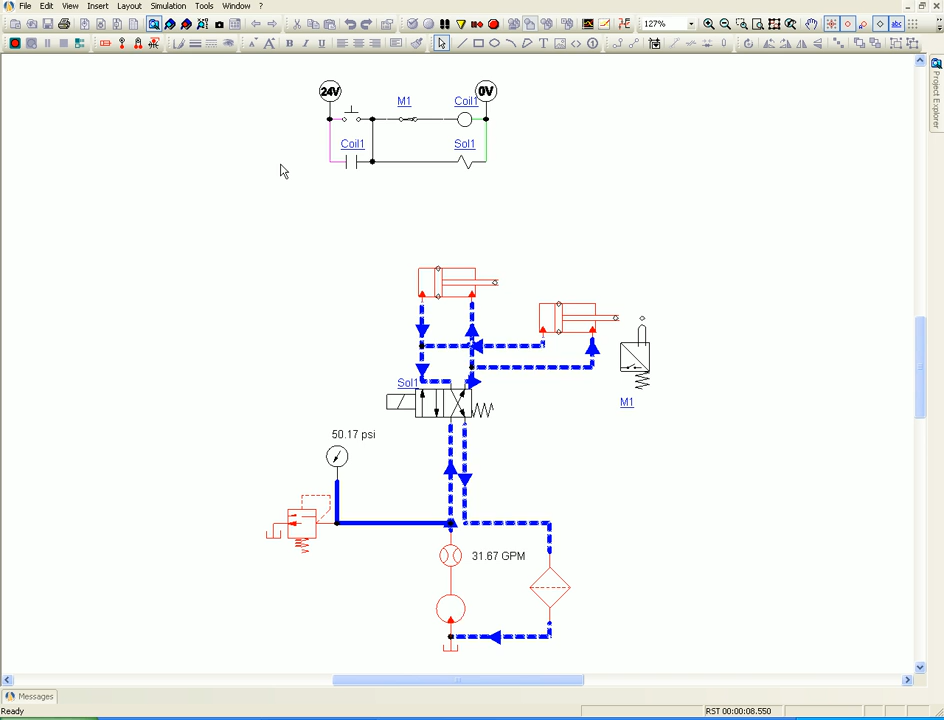 File Edit View Insert Layout Simulation Tools Window ?
127%
A A B I U T
24V
0V
M1
Coil1
Coil1
Sol1
Sol1
M1
50.17 psi
31.67 GPM
Project Explorer
Messages
Ready
RST 00:00:08.550